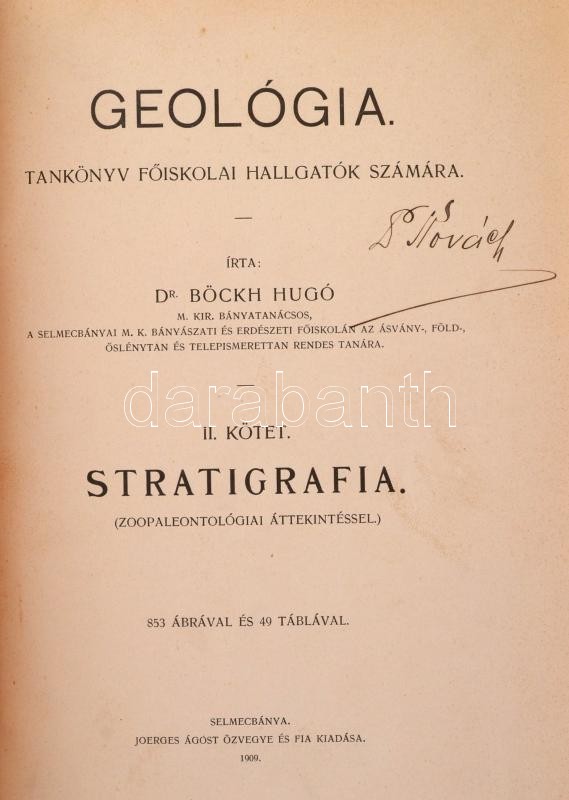 GEOLÓGIA.
TANKÖNYV FŐISKOLAI HALLGATÓK SZÁMÁRA.
Dr Kovách
ÍRTA:
DR. BÖCKH HUGÓ
M. KIR. BÁNYATANÁCSOS,
A SELMECBÁNYAI M. K. BÁNYÁSZATI ÉS ERDÉSZETI FŐISKOLÁN AZ ÁSVÁNY-, FÖLD-,
ŐSLÉNYTAN ÉS TELEPISMERETTAN RENDES TANÁRA.
darabanth
II. KÖTET.
STRATIGRAFIA.
(ZOOPALEONTOLÓGIAI ÁTTEKINTÉSSEL.)
853 ÁBRÁVAL ÉS 49 TÁBLÁVAL.
SELMECBÁNYA.
JOERGES ÁGOST ÖZVEGYE ÉS FIA KIADÁSA.
1909.